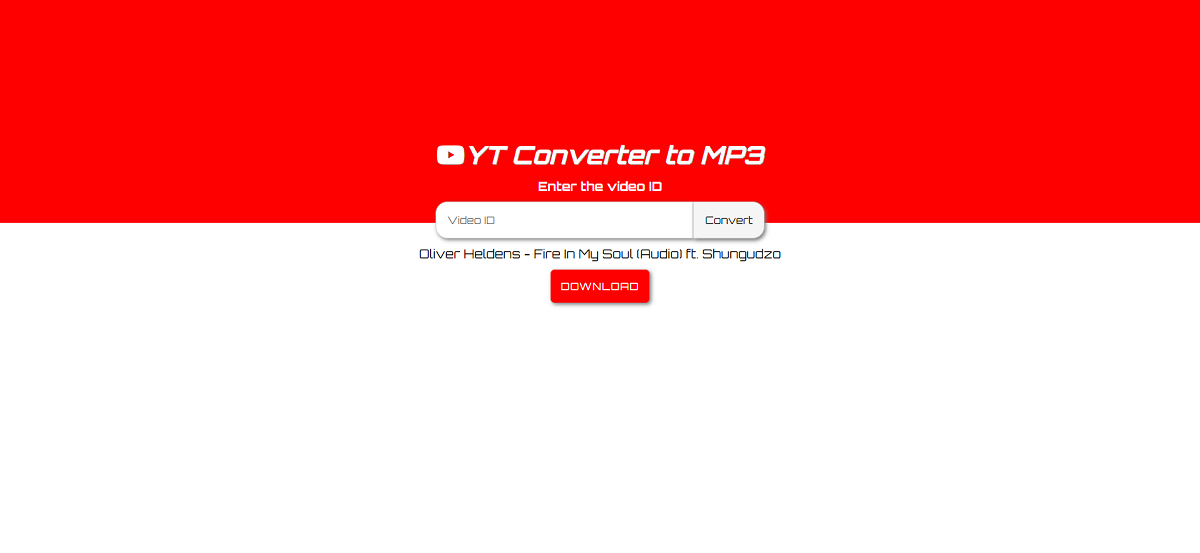 YT Converter to MP3
Enter the video ID
Video ID
Convert
Oliver Heldens - Fire In My Soul (Audio) ft. Shungudzo
DOWNLOAD